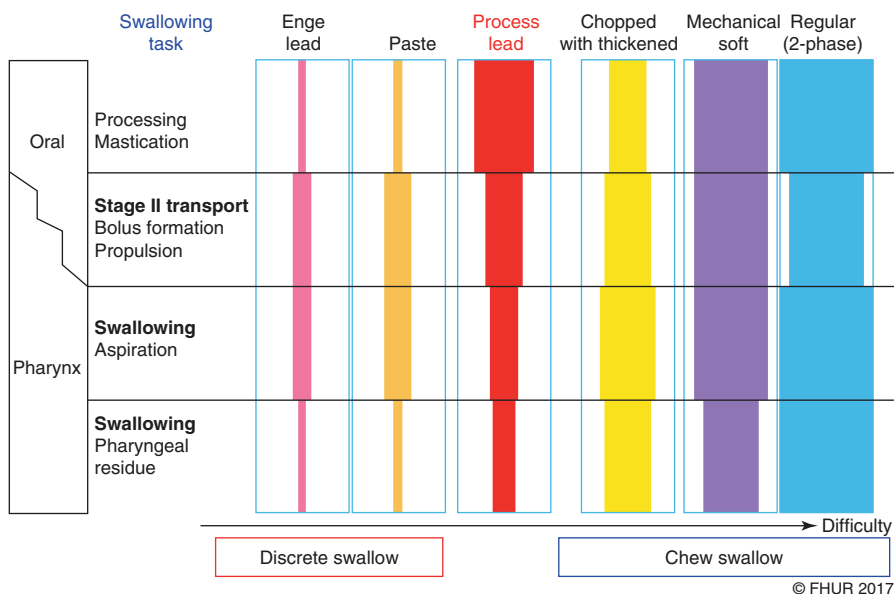 Swallowing
task
Enge
lead
Paste
Process
lead
Chopped
with thickened
Mechanical
soft
Regular
(2-phase)
Oral
Processing
Mastication
Stage II transport
Bolus formation
Propulsion
Pharynx
Swallowing
Aspiration
Swallowing
Pharyngeal
residue
Difficulty
Discrete swallow
Chew swallow
© FHUR 2017